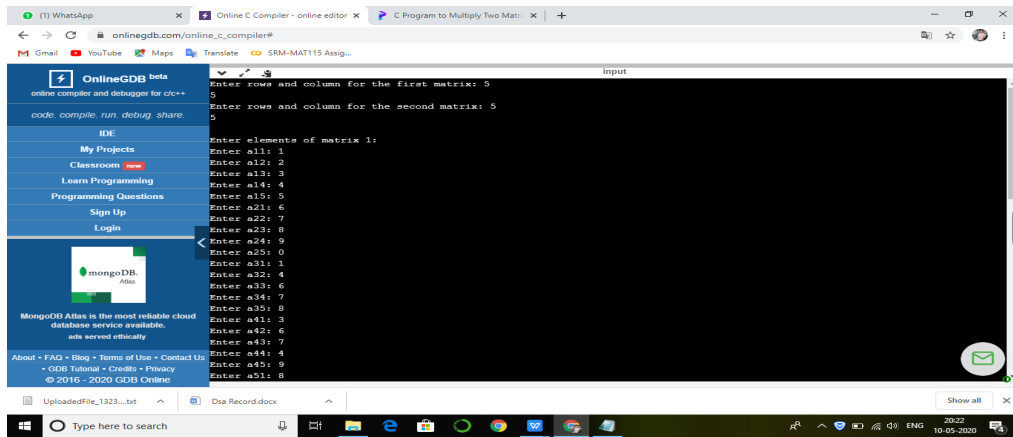 (1) WhatsApp
Online C Compiler - online editor
C Program to Multiply Two Matri
onlinegdb.com/online_c_compiler#
Gmail YouTube Maps Translate SRM-MAT115 Assig...
OnlineGDB beta
online compiler and debugger for c/c++
code. compile. run. debug. share.
IDE
My Projects
Classroom new
Learn Programming
Programming Questions
Sign Up
Login
mongoDB.
Atlas
MongoDB Atlas is the most reliable cloud
database service available.
ads served ethically
About • FAQ • Blog • Terms of Use • Contact Us
• GDB Tutorial • Credits • Privacy
© 2016 - 2020 GDB Online
input
Enter rows and column for the first matrix: 5
5
Enter rows and column for the second matrix: 5
5
Enter elements of matrix 1:
Enter a11: 1
Enter a12: 2
Enter a13: 3
Enter a14: 4
Enter a15: 5
Enter a21: 6
Enter a22: 7
Enter a23: 8
Enter a24: 9
Enter a25: 0
Enter a31: 1
Enter a32: 4
Enter a33: 6
Enter a34: 7
Enter a35: 8
Enter a41: 3
Enter a42: 6
Enter a43: 7
Enter a44: 4
Enter a45: 9
Enter a51: 8
UploadedFile_1323....txt
Dsa Record.docx
Show all
Type here to search
ENG
20:22
10-05-2020